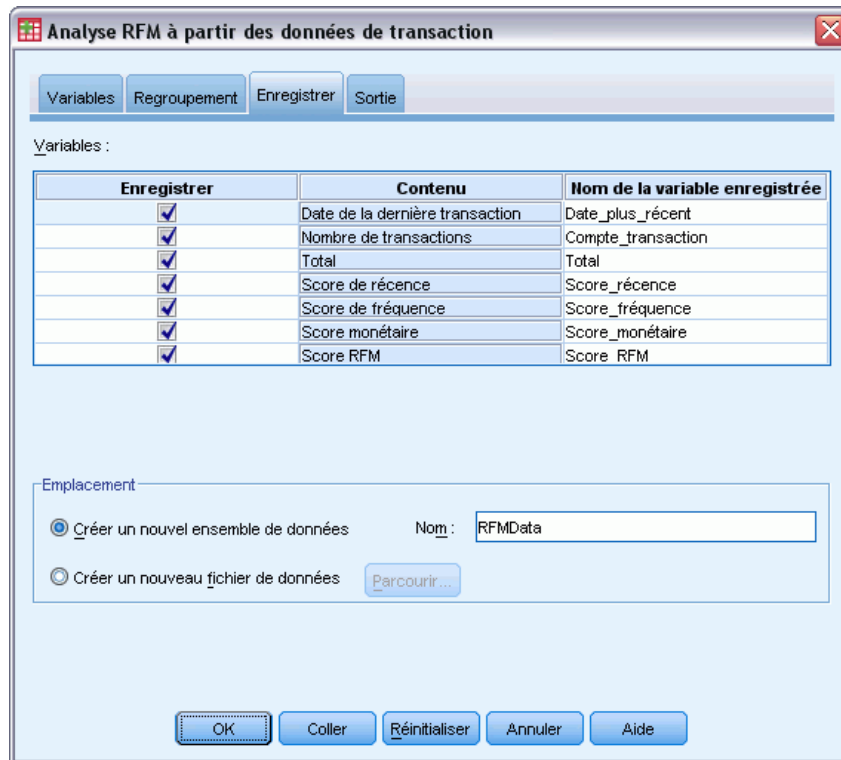 Analyse RFM à partir des données de transaction
Variables Regroupement Enregistrer Sortie
Variables :
Enregistrer Contenu Nom de la variable enregistrée
Date de la dernière transaction Date_plus_récent
Nombre de transactions Compte_transaction
Total Total
Score de récence Score_récence
Score de fréquence Score_fréquence
Score monétaire Score_monétaire
Score RFM Score RFM
Emplacement
Créer un nouvel ensemble de données Nom : RFMData
Créer un nouveau fichier de données Parcourir...
OK Coller Réinitialiser Annuler Aide